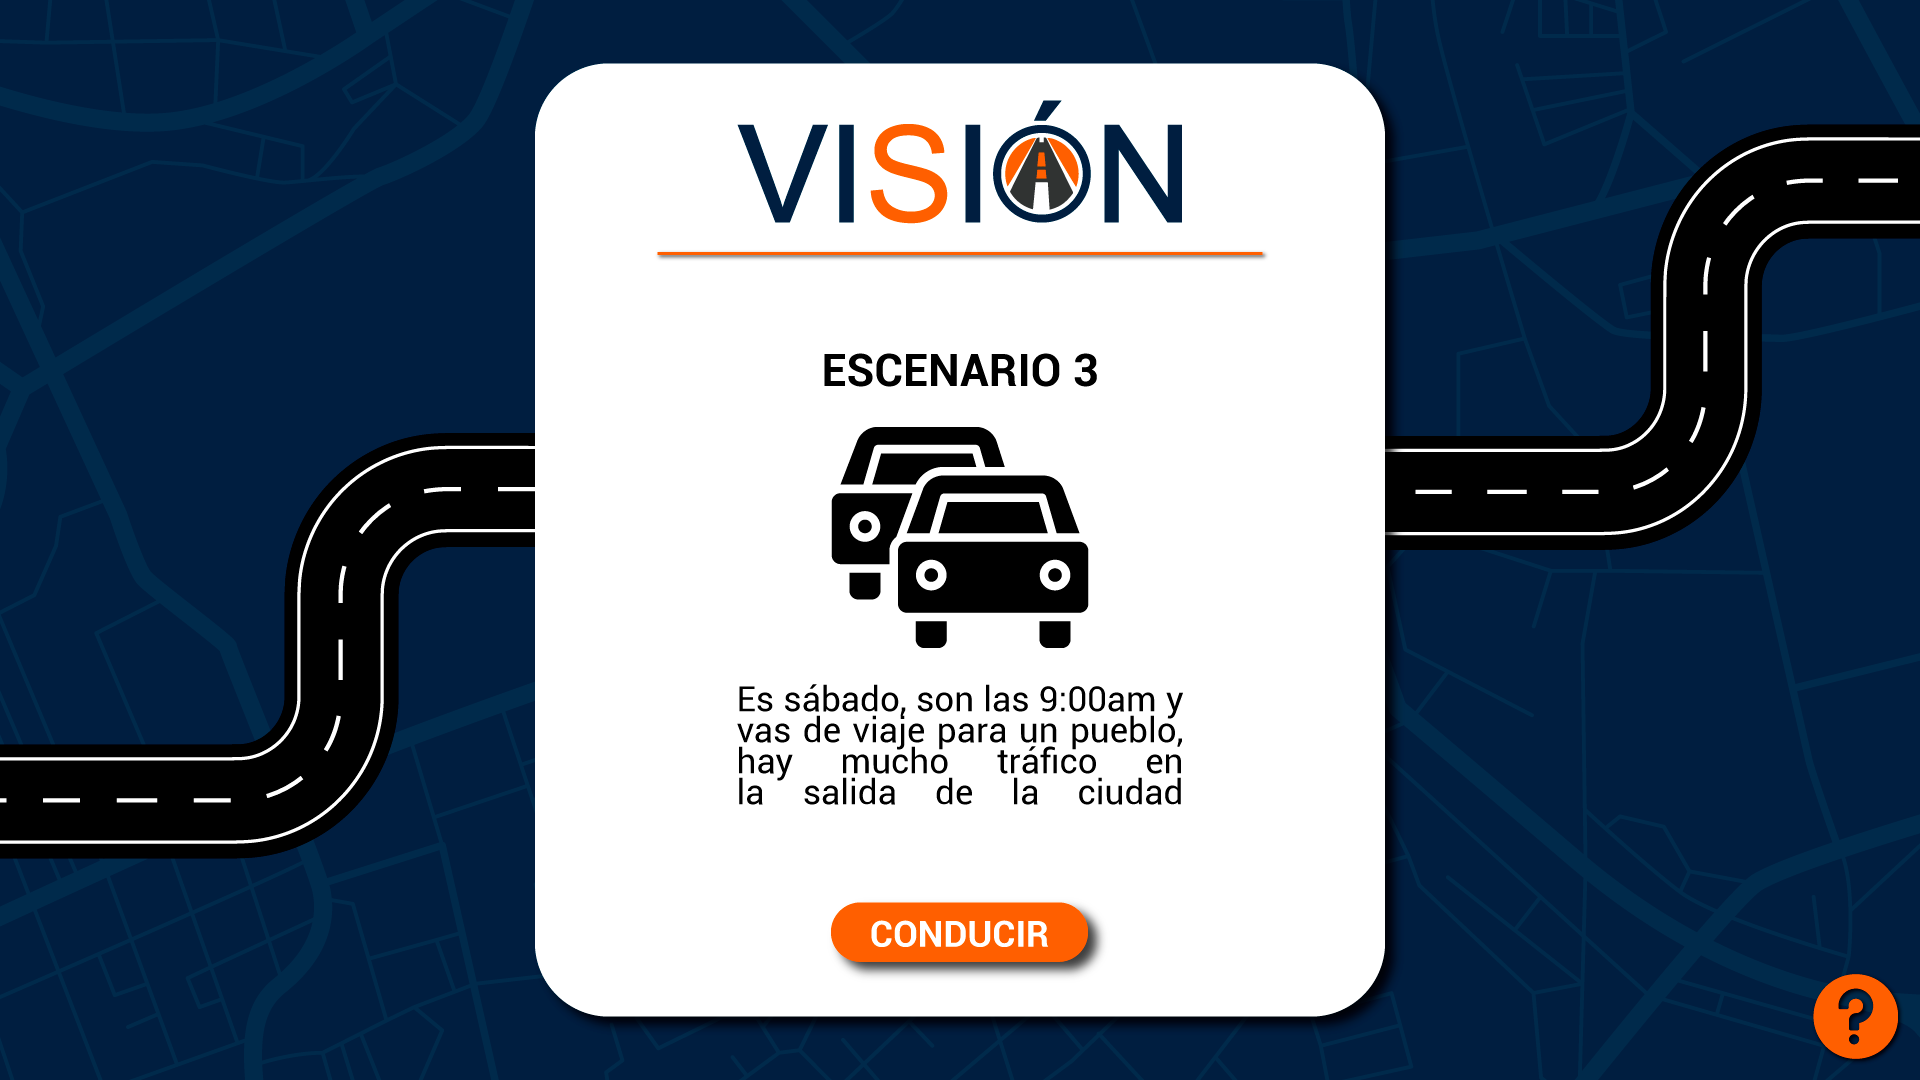 VISIÓN
ESCENARIO 3
Es sábado, son las 9:00am y
vas de viaje para un pueblo,
hay mucho tráfico en
la salida de la ciudad
CONDUCIR
?